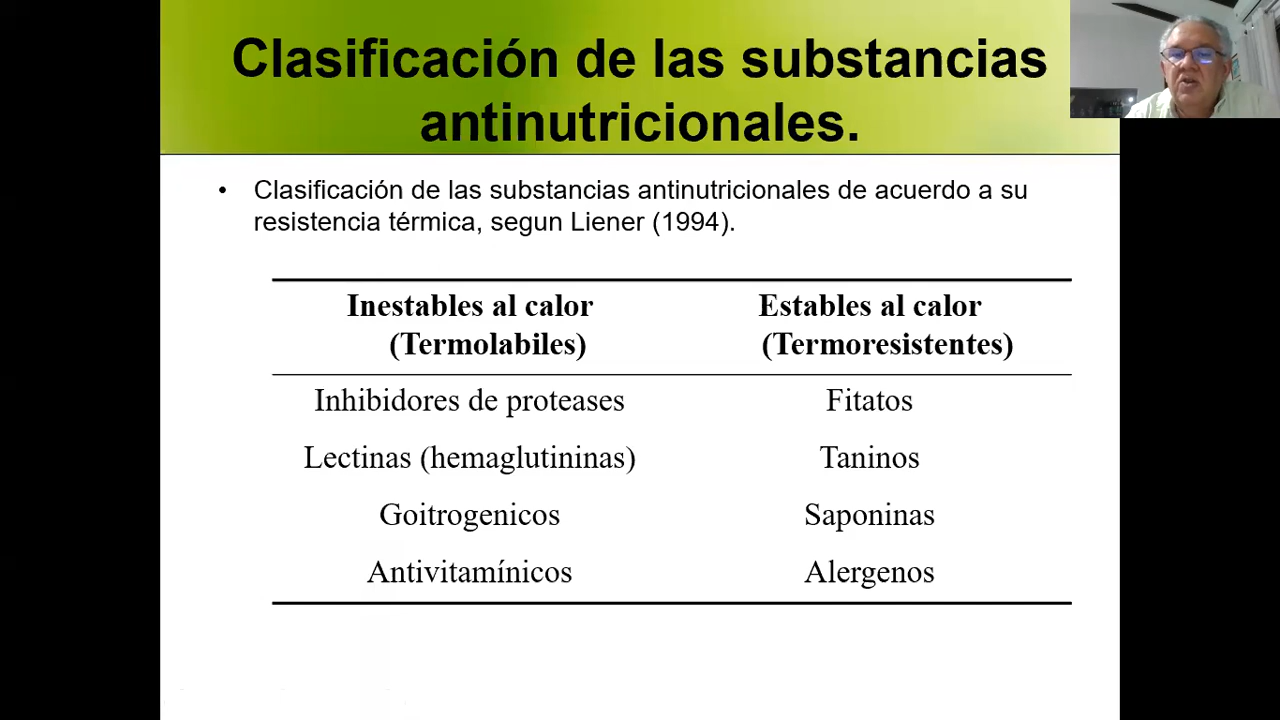 Clasificación de las substancias
antinutricionales.
• Clasificación de las substancias antinutricionales de acuerdo a su
resistencia térmica, segun Liener (1994).
Inestables al calor Estables al calor
(Termolabiles) (Termoresistentes)
Inhibidores de proteases Fitatos
Lectinas (hemaglutininas) Taninos
Goitrogenicos Saponinas
Antivitamínicos Alergenos